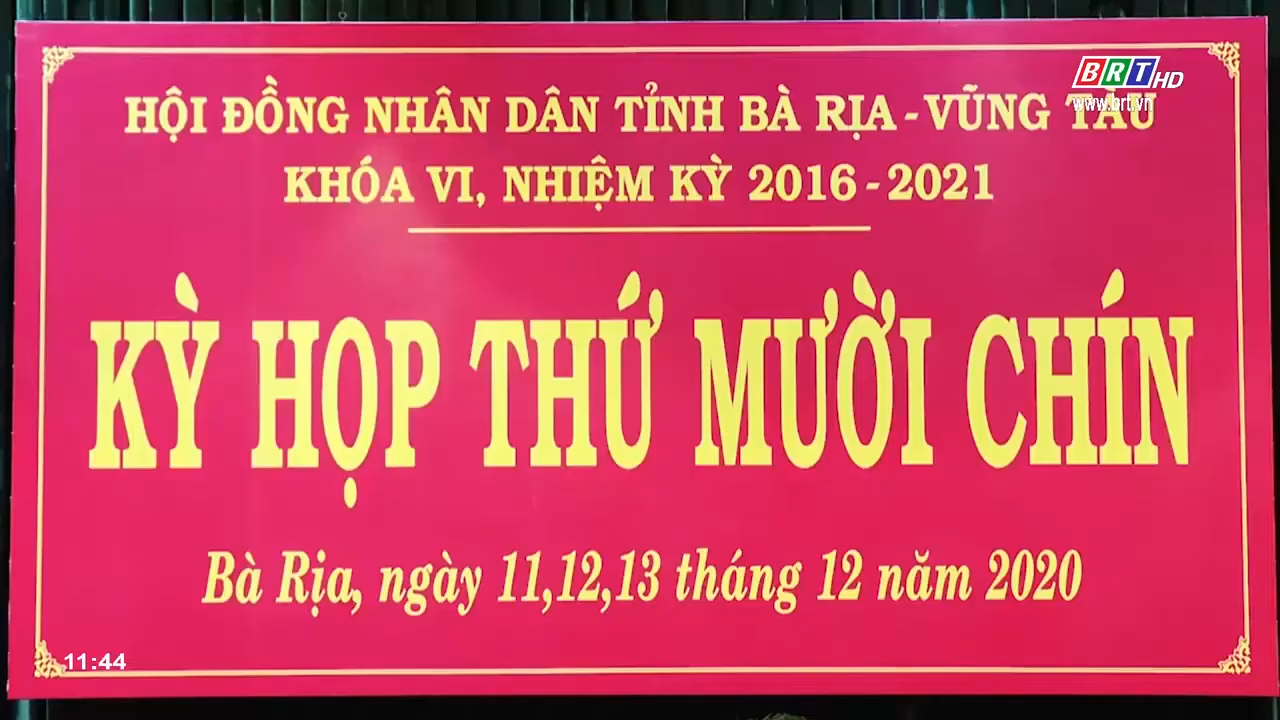 BRT HD
www.brt.vn
HỘI ĐỒNG NHÂN DÂN TỈNH BÀ RỊA - VŨNG TÀU
KHÓA VI, NHIỆM KỲ 2016 - 2021
KỲ HỌP THỨ MƯỜI CHÍN
Bà Rịa, ngày 11,12,13 tháng 12 năm 2020
11:44